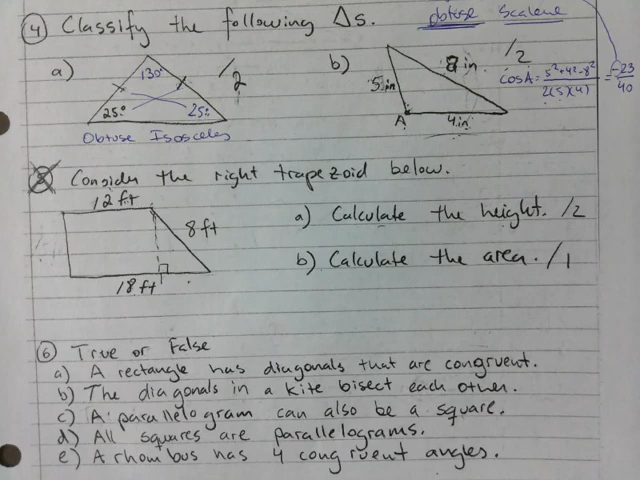 ④ Classify the following Δs. obtuse scalene
a) 130° /2
25° 25°
Obtuse Isosceles
b) /2
5 in 8 in
A 4 in
cosA = 5²+4²-8² / 2(5)(4) = -23/40
Consider the right trapezoid below.
12 ft
8 ft
18 ft
a) Calculate the height. /2
b) Calculate the area. /1
⑥ True or False
a) A rectangle has diagonals that are congruent.
b) The diagonals in a kite bisect each other.
c) A parallelogram can also be a square.
d) All squares are parallelograms.
e) A rhombus has 4 congruent angles.